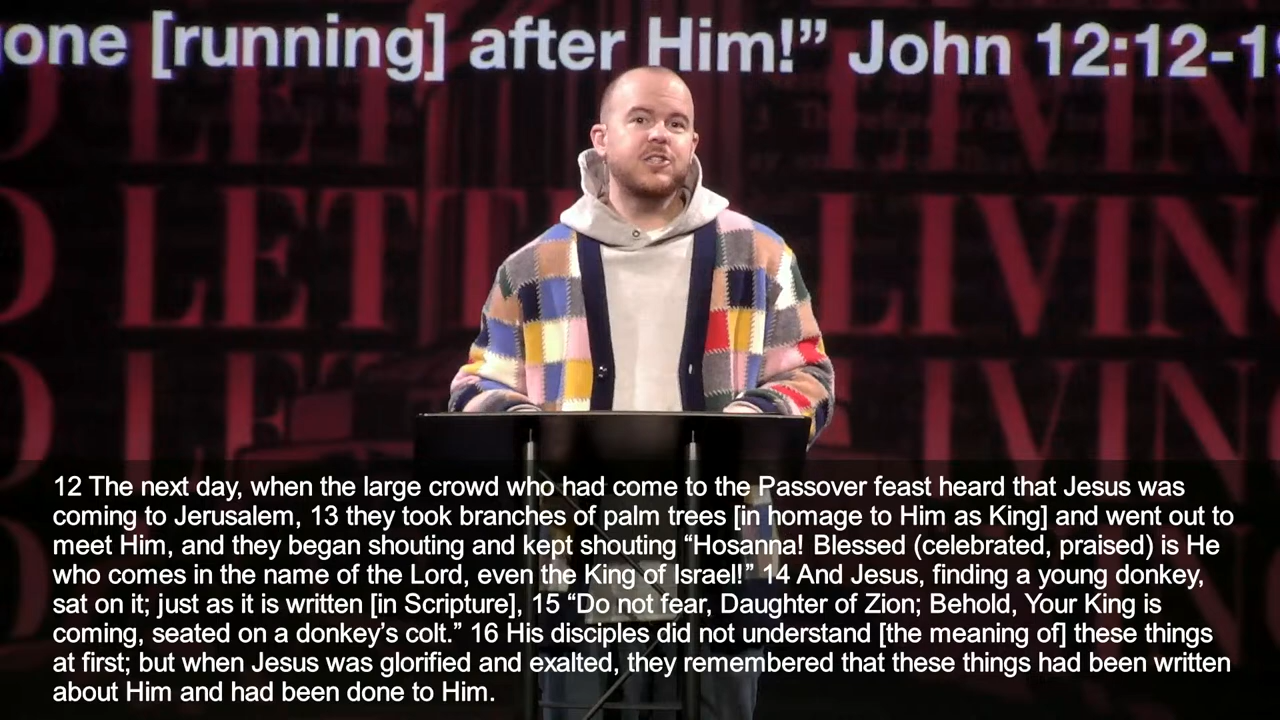 gone [running] after Him!” John 12:12-1
LETT LIVING
LETT LIVING
LETT LIVING
12 The next day, when the large crowd who had come to the Passover feast heard that Jesus was
coming to Jerusalem, 13 they took branches of palm trees [in homage to Him as King] and went out to
meet Him, and they began shouting and kept shouting “Hosanna! Blessed (celebrated, praised) is He
who comes in the name of the Lord, even the King of Israel!” 14 And Jesus, finding a young donkey,
sat on it; just as it is written [in Scripture], 15 “Do not fear, Daughter of Zion; Behold, Your King is
coming, seated on a donkey’s colt.” 16 His disciples did not understand [the meaning of] these things
at first; but when Jesus was glorified and exalted, they remembered that these things had been written
about Him and had been done to Him.